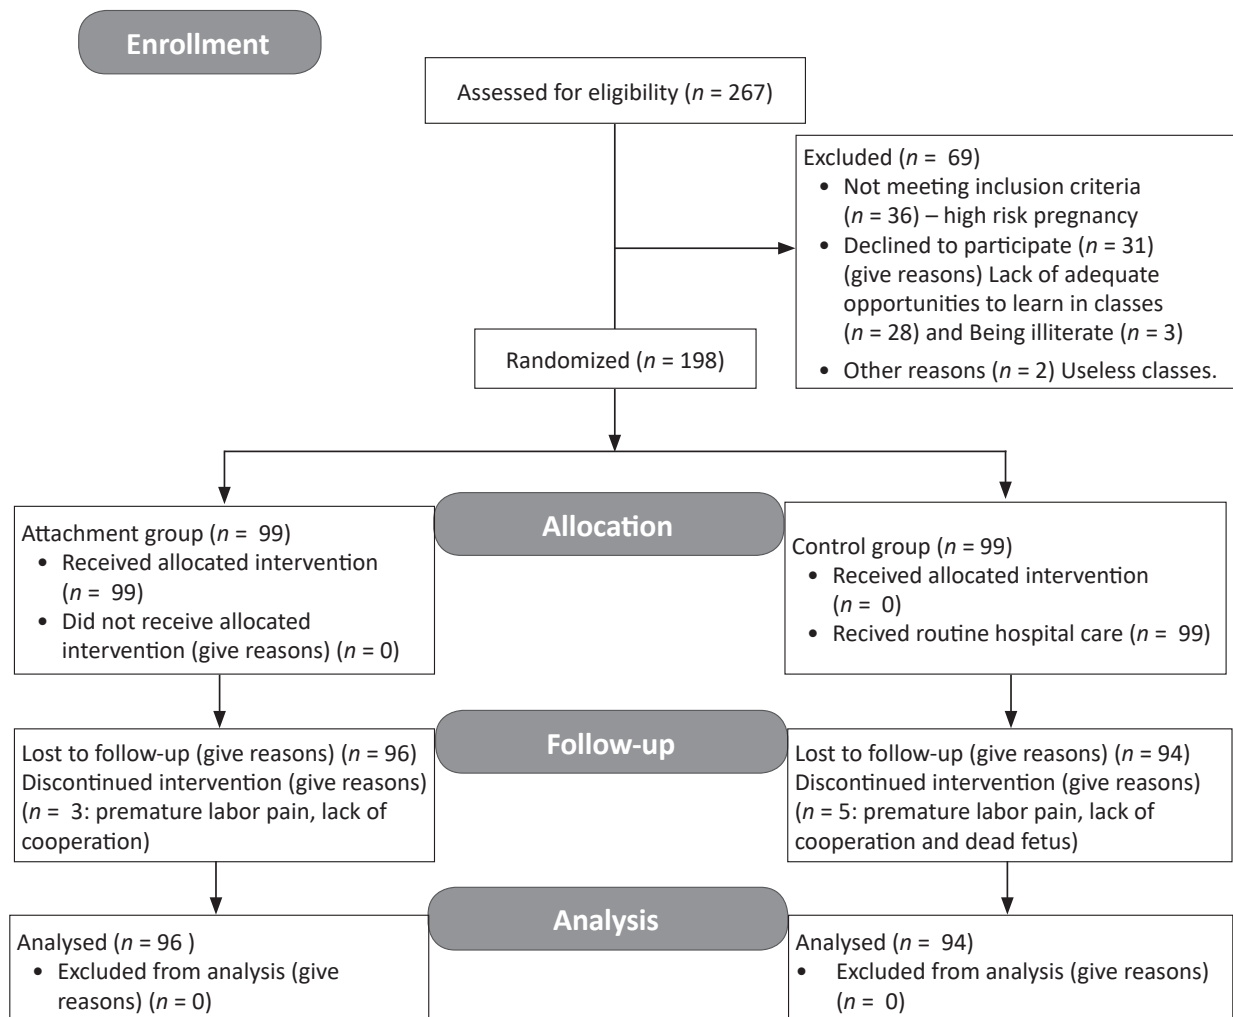 Enrollment
Assessed for eligibility (n = 267)
Excluded (n = 69)
• Not meeting inclusion criteria
(n = 36) – high risk pregnancy
• Declined to participate (n = 31)
(give reasons) Lack of adequate
opportunities to learn in classes
(n = 28) and Being illiterate (n = 3)
• Other reasons (n = 2) Useless classes.
Randomized (n = 198)
Allocation
Attachment group (n = 99)
• Received allocated intervention
(n = 99)
• Did not receive allocated
intervention (give reasons) (n = 0)
Control group (n = 99)
• Received allocated intervention
(n = 0)
• Recived routine hospital care (n = 99)
Follow-up
Lost to follow-up (give reasons) (n = 96)
Discontinued intervention (give reasons)
(n = 3: premature labor pain, lack of
cooperation)
Lost to follow-up (give reasons) (n = 94)
Discontinued intervention (give reasons)
(n = 5: premature labor pain, lack of
cooperation and dead fetus)
Analysis
Analysed (n = 96 )
• Excluded from analysis (give
reasons) (n = 0)
Analysed (n = 94)
• Excluded from analysis (give reasons)
(n = 0)